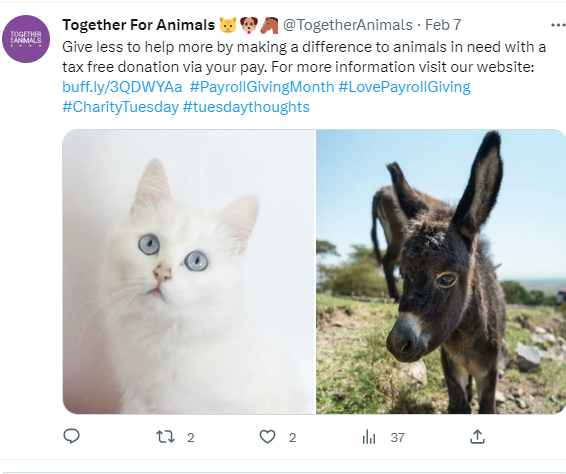 TOGETHER
FOR ANIMALS
Together For Animals 🐱🐶🐴 @TogetherAnimals · Feb 7
Give less to help more by making a difference to animals in need with a
tax free donation via your pay. For more information visit our website:
buff.ly/3QDWYAa #PayrollGivingMonth #LovePayrollGiving
#CharityTuesday #tuesdaythoughts
2 2 37